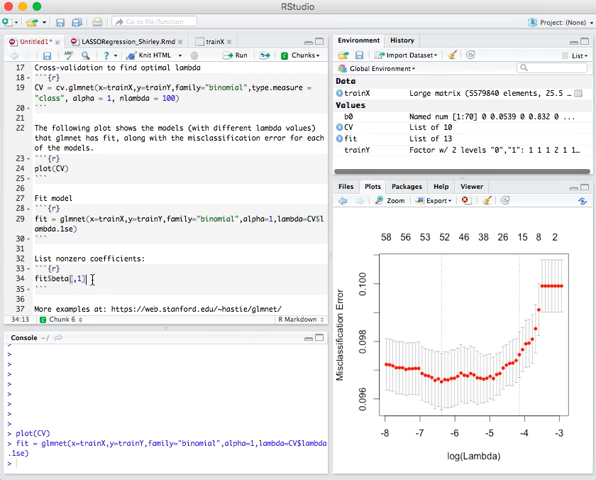 RStudio
Go to file/function
Project: (None)
Untitled1*
LASSORegression_Shirley.Rmd
trainX
Knit HTML
Run
Chunks
17 Cross-validation to find optimal lambda
18 ```{r}
19 CV = cv.glmnet(x=trainX,y=trainY,family="binomial",type.measure =
"class", alpha = 1, nlambda = 100)
20 ```
21
22 The following plot shows the models (with different lambda values)
that glmnet has fit, along with the misclassification error for each
of the models.
23 ```{r}
24 plot(CV)
25 ```
26
27 Fit model
28 ```{r}
29 fit = glmnet(x=trainX,y=trainY,family="binomial",alpha=1,lambda=CV$l
ambda.1se)
30 ```
31
32 List nonzero coefficients:
33 ```{r}
34 fit$beta[,1]
35 ```
36
37 More examples at: https://web.stanford.edu/~hastie/glmnet/
34:13
Chunk 6
R Markdown
Console ~/
>
>
>
>
>
>
>
> plot(CV)
> fit = glmnet(x=trainX,y=trainY,family="binomial",alpha=1,lambda=CV$lambda
.1se)
>
Environment
History
Import Dataset
List
Global Environment
Data
trainX Large matrix (5579840 elements, 25.5
Values
b0 Named num [1:70] 0 0.0539 0 0.832 0 ...
CV List of 10
fit List of 13
trainY Factor w/ 2 levels "0","1": 1 1 1 2 1 1...
Files
Plots
Packages
Help
Viewer
Zoom
Export
58 56 53 52 46 38 26 15 8 2
Misclassification Error
0.100
0.098
0.096
-8 -7 -6 -5 -4 -3
log(Lambda)